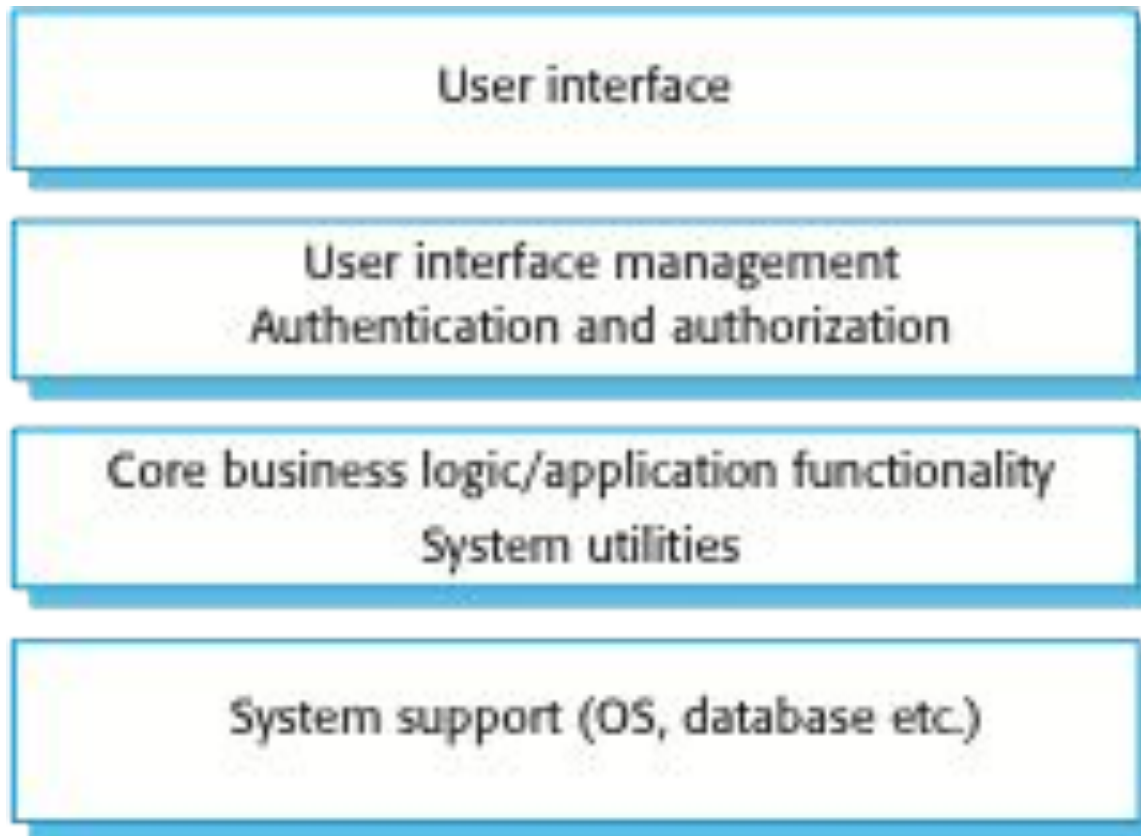 User interface
User interface management
Authentication and authorization
Core business logic/application functionality
System utilities
System support (OS, database etc.)